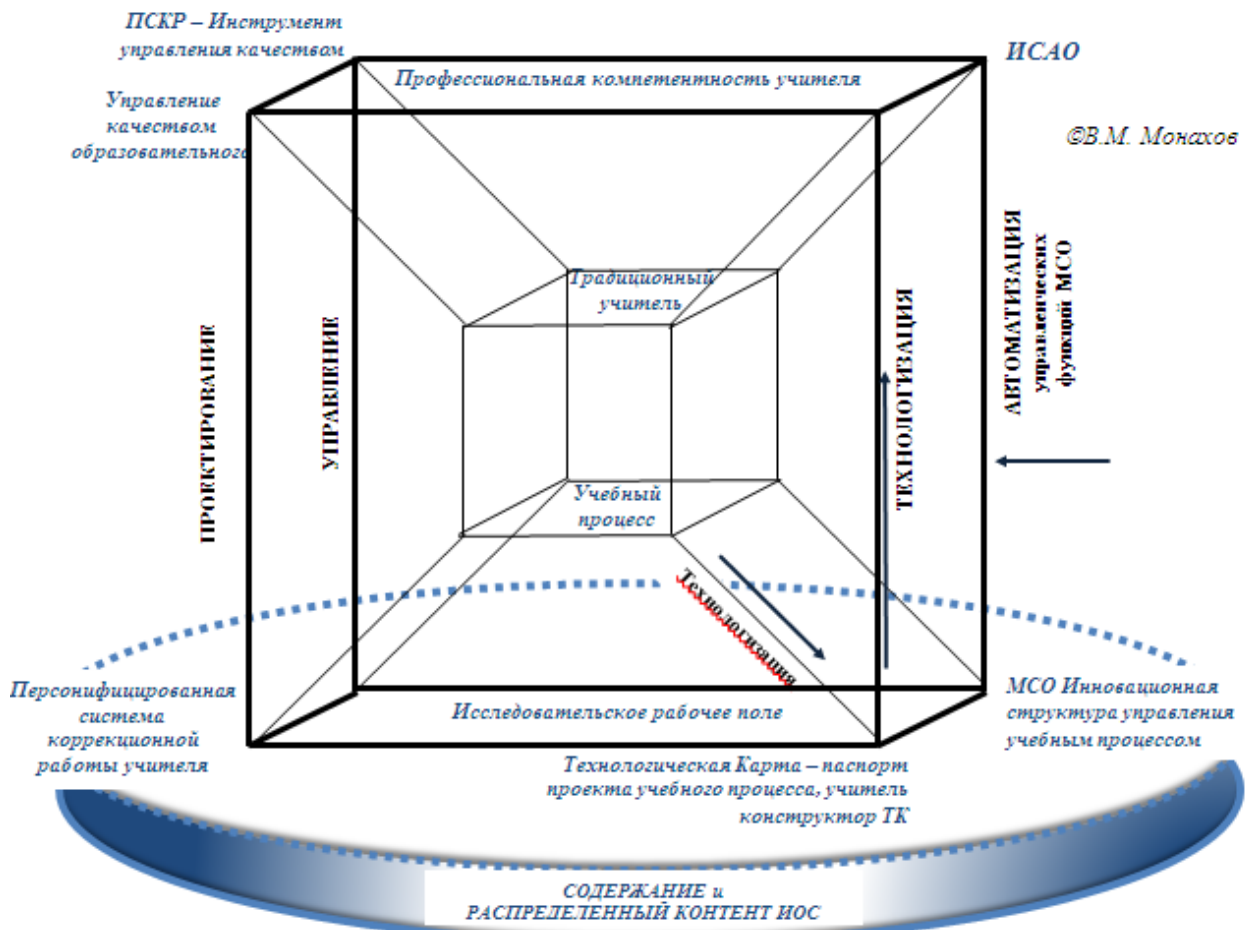 ПСКР – Инструмент
управления качеством
ИСАО
Профессиональная компетентность учителя
Управление
качеством
образовательного
©В.М. Монахов
Традиционный
учитель
ПРОЕКТИРОВАНИЕ
УПРАВЛЕНИЕ
ТЕХНОЛОГИЗАЦИЯ
АВТОМАТИЗАЦИЯ
управленческих
функций МСО
Учебный
процесс
Технологизация
Персонифицированная
система
коррекционной
работы учителя
Исследовательское рабочее поле
МСО Инновационная
структура управления
учебным процессом
Технологическая Карта – паспорт
проекта учебного процесса, учитель
конструктор ТК
СОДЕРЖАНИЕ и
РАСПРЕДЕЛЕННЫЙ КОНТЕНТ ИОС